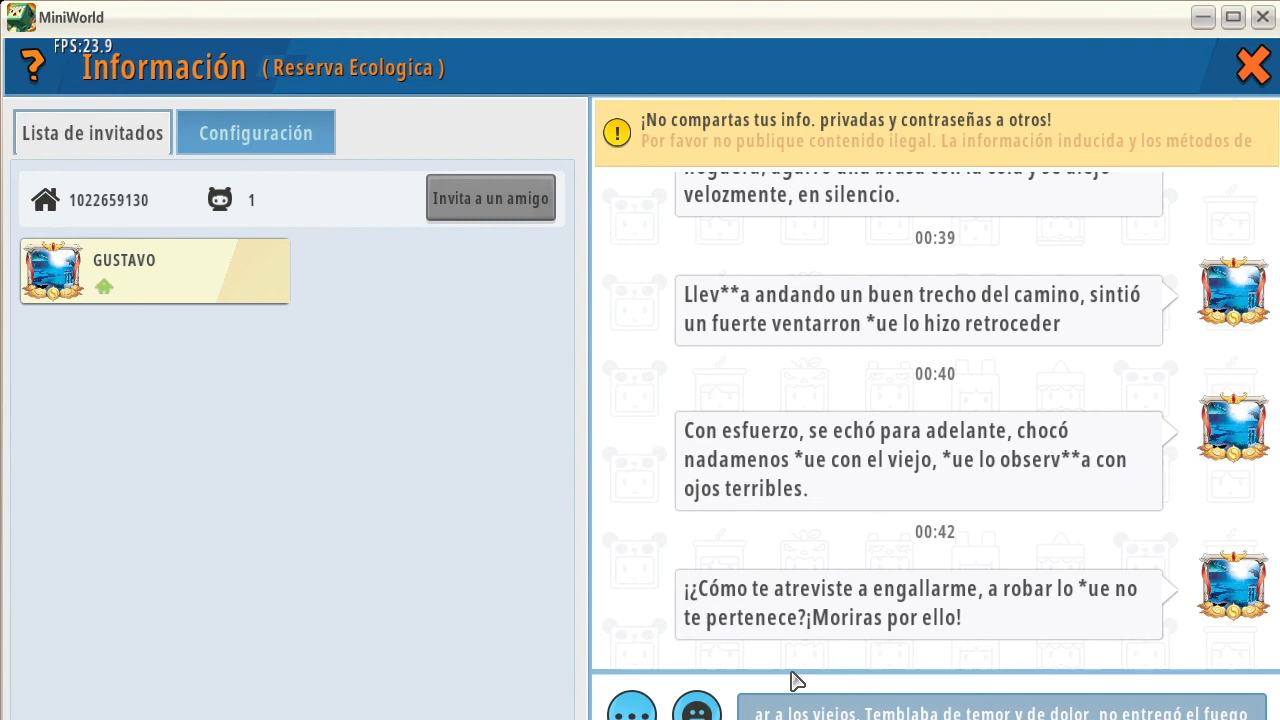 MiniWorld
FPS:23.9
Información ( Reserva Ecologica )
Lista de invitados
Configuración
1022659130
1
Invita a un amigo
GUSTAVO
¡No compartas tus info. privadas y contraseñas a otros!
Por favor no publique contenido ilegal. La información inducida y los métodos de
velozmente, en silencio.
00:39
Llev**a andando un buen trecho del camino, sintió
un fuerte ventarron *ue lo hizo retroceder
00:40
Con esfuerzo, se echó para adelante, chocó
nadamenos *ue con el viejo, *ue lo observ**a con
ojos terribles.
00:42
¡¿Cómo te atreviste a engallarme, a robar lo *ue no
te pertenece?¡Moriras por ello!
ar a los viejos. Temblaba de temor y de dolor, no entregó el fuego